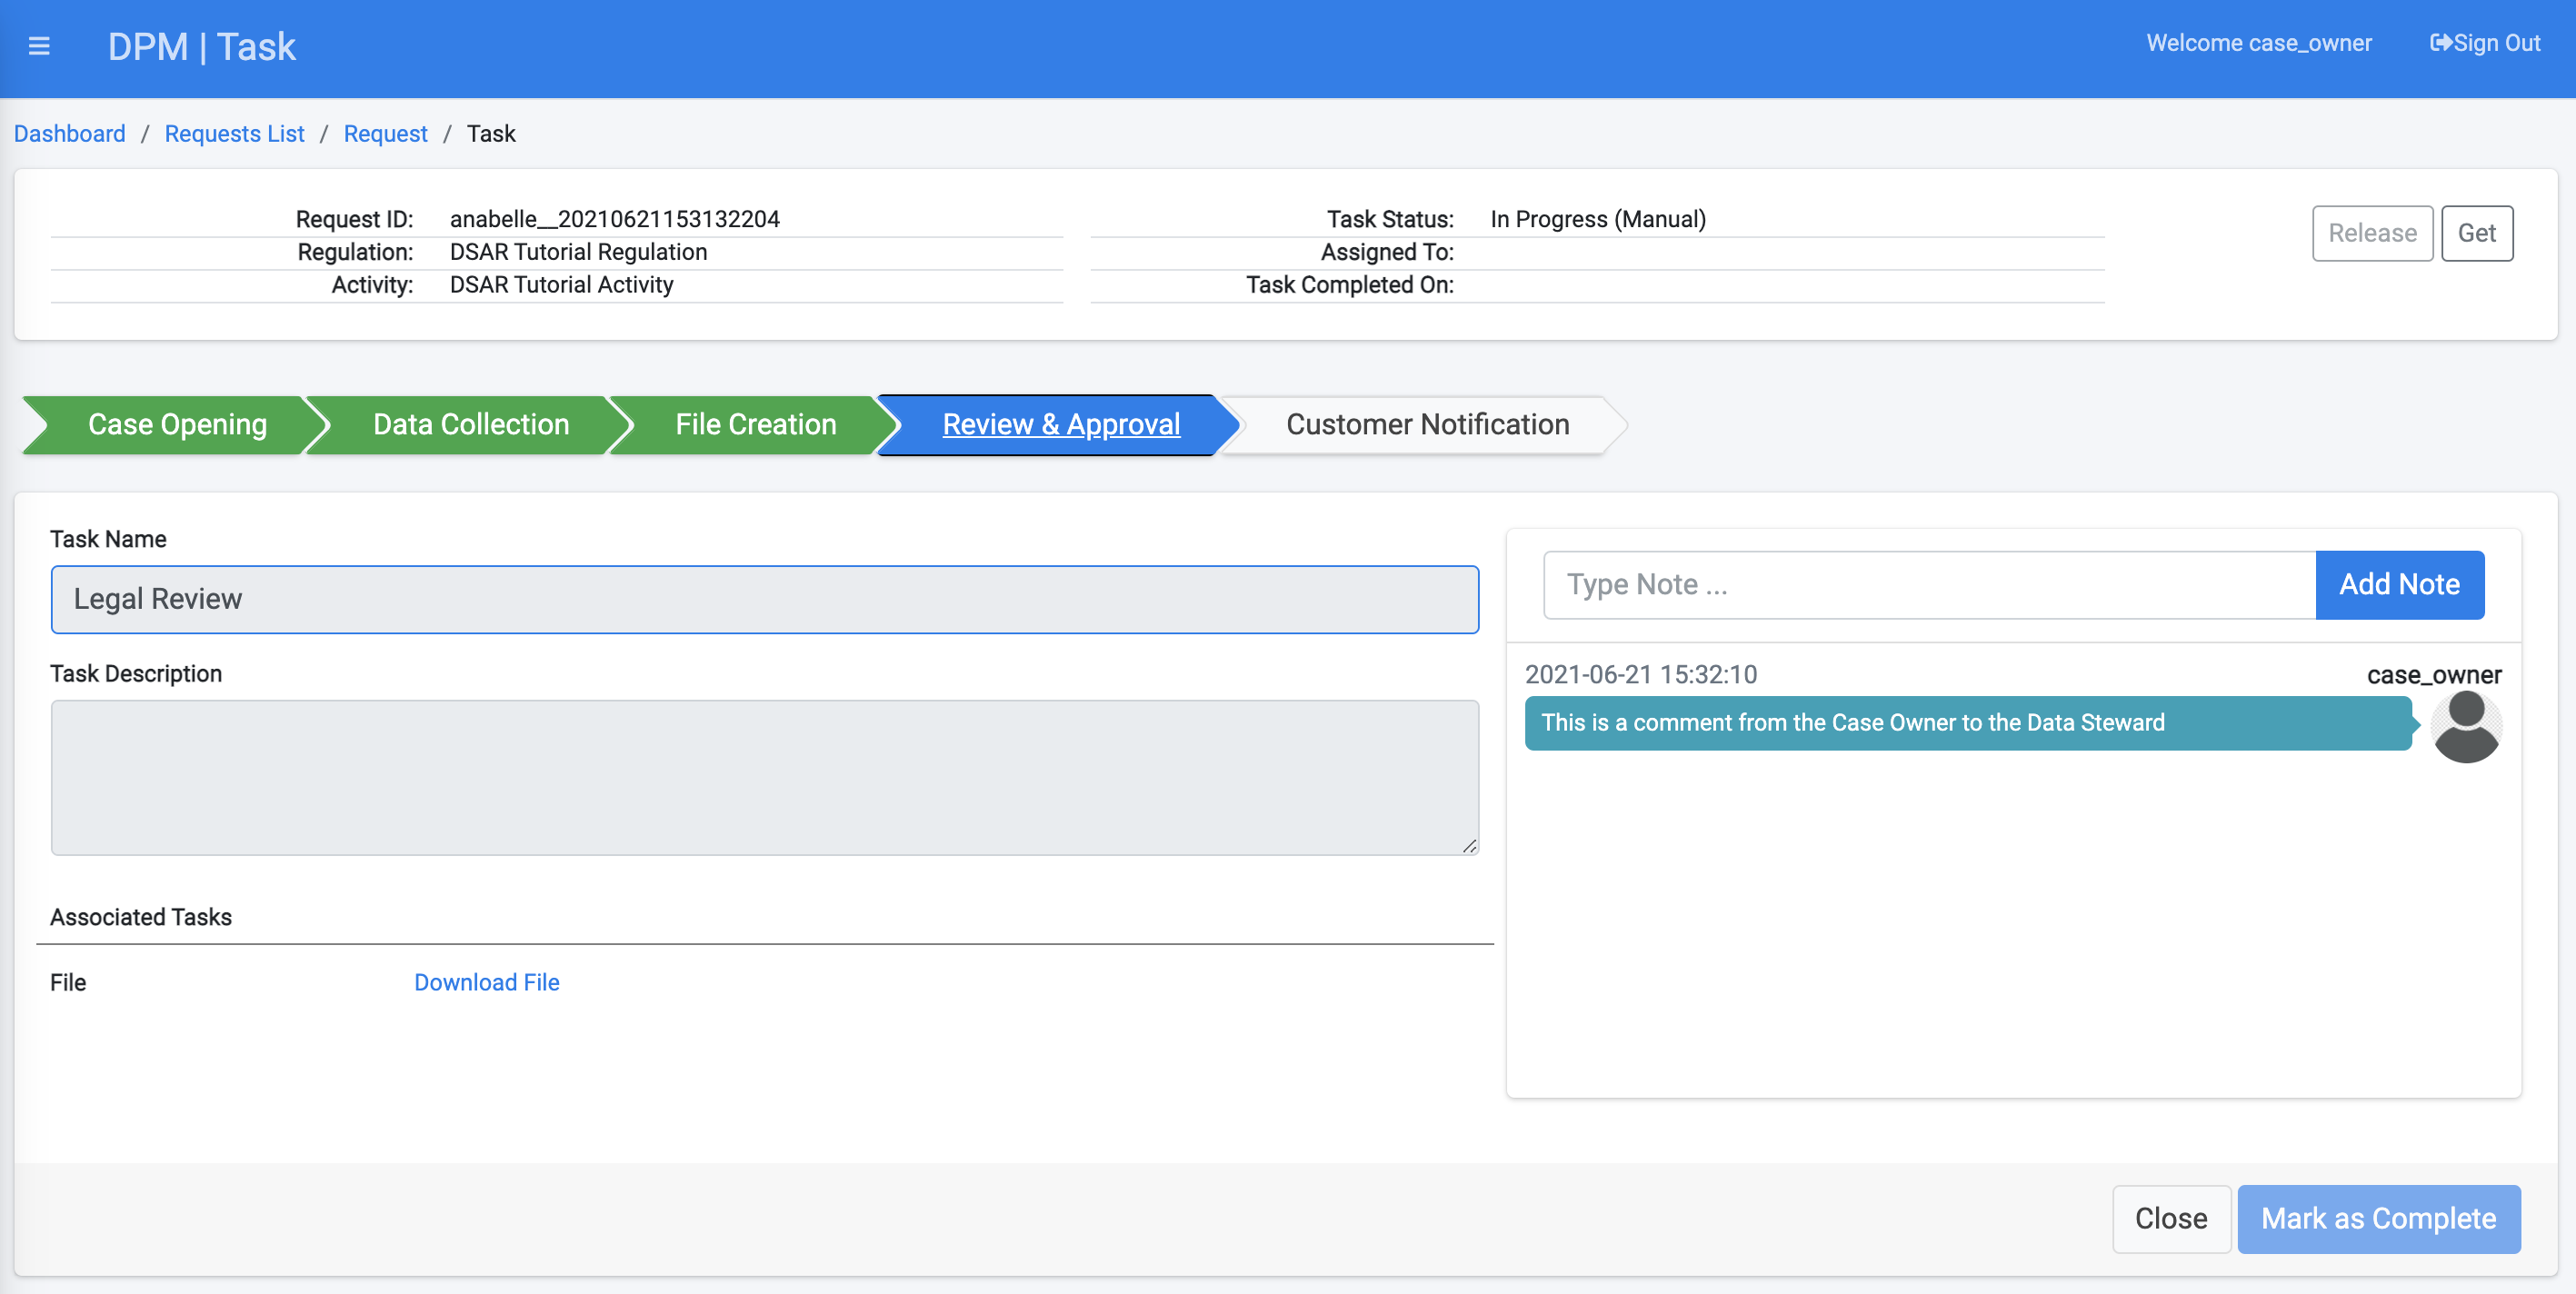 DPM | Task
Welcome case_owner
Sign Out
Dashboard / Requests List / Request / Task
Request ID: anabelle__20210621153132204
Regulation: DSAR Tutorial Regulation
Activity: DSAR Tutorial Activity
Task Status: In Progress (Manual)
Assigned To:
Task Completed On:
Release
Get
Case Opening
Data Collection
File Creation
Review & Approval
Customer Notification
Task Name
Legal Review
Task Description
Associated Tasks
File
Download File
Type Note ...
Add Note
2021-06-21 15:32:10
case_owner
This is a comment from the Case Owner to the Data Steward
Close
Mark as Complete